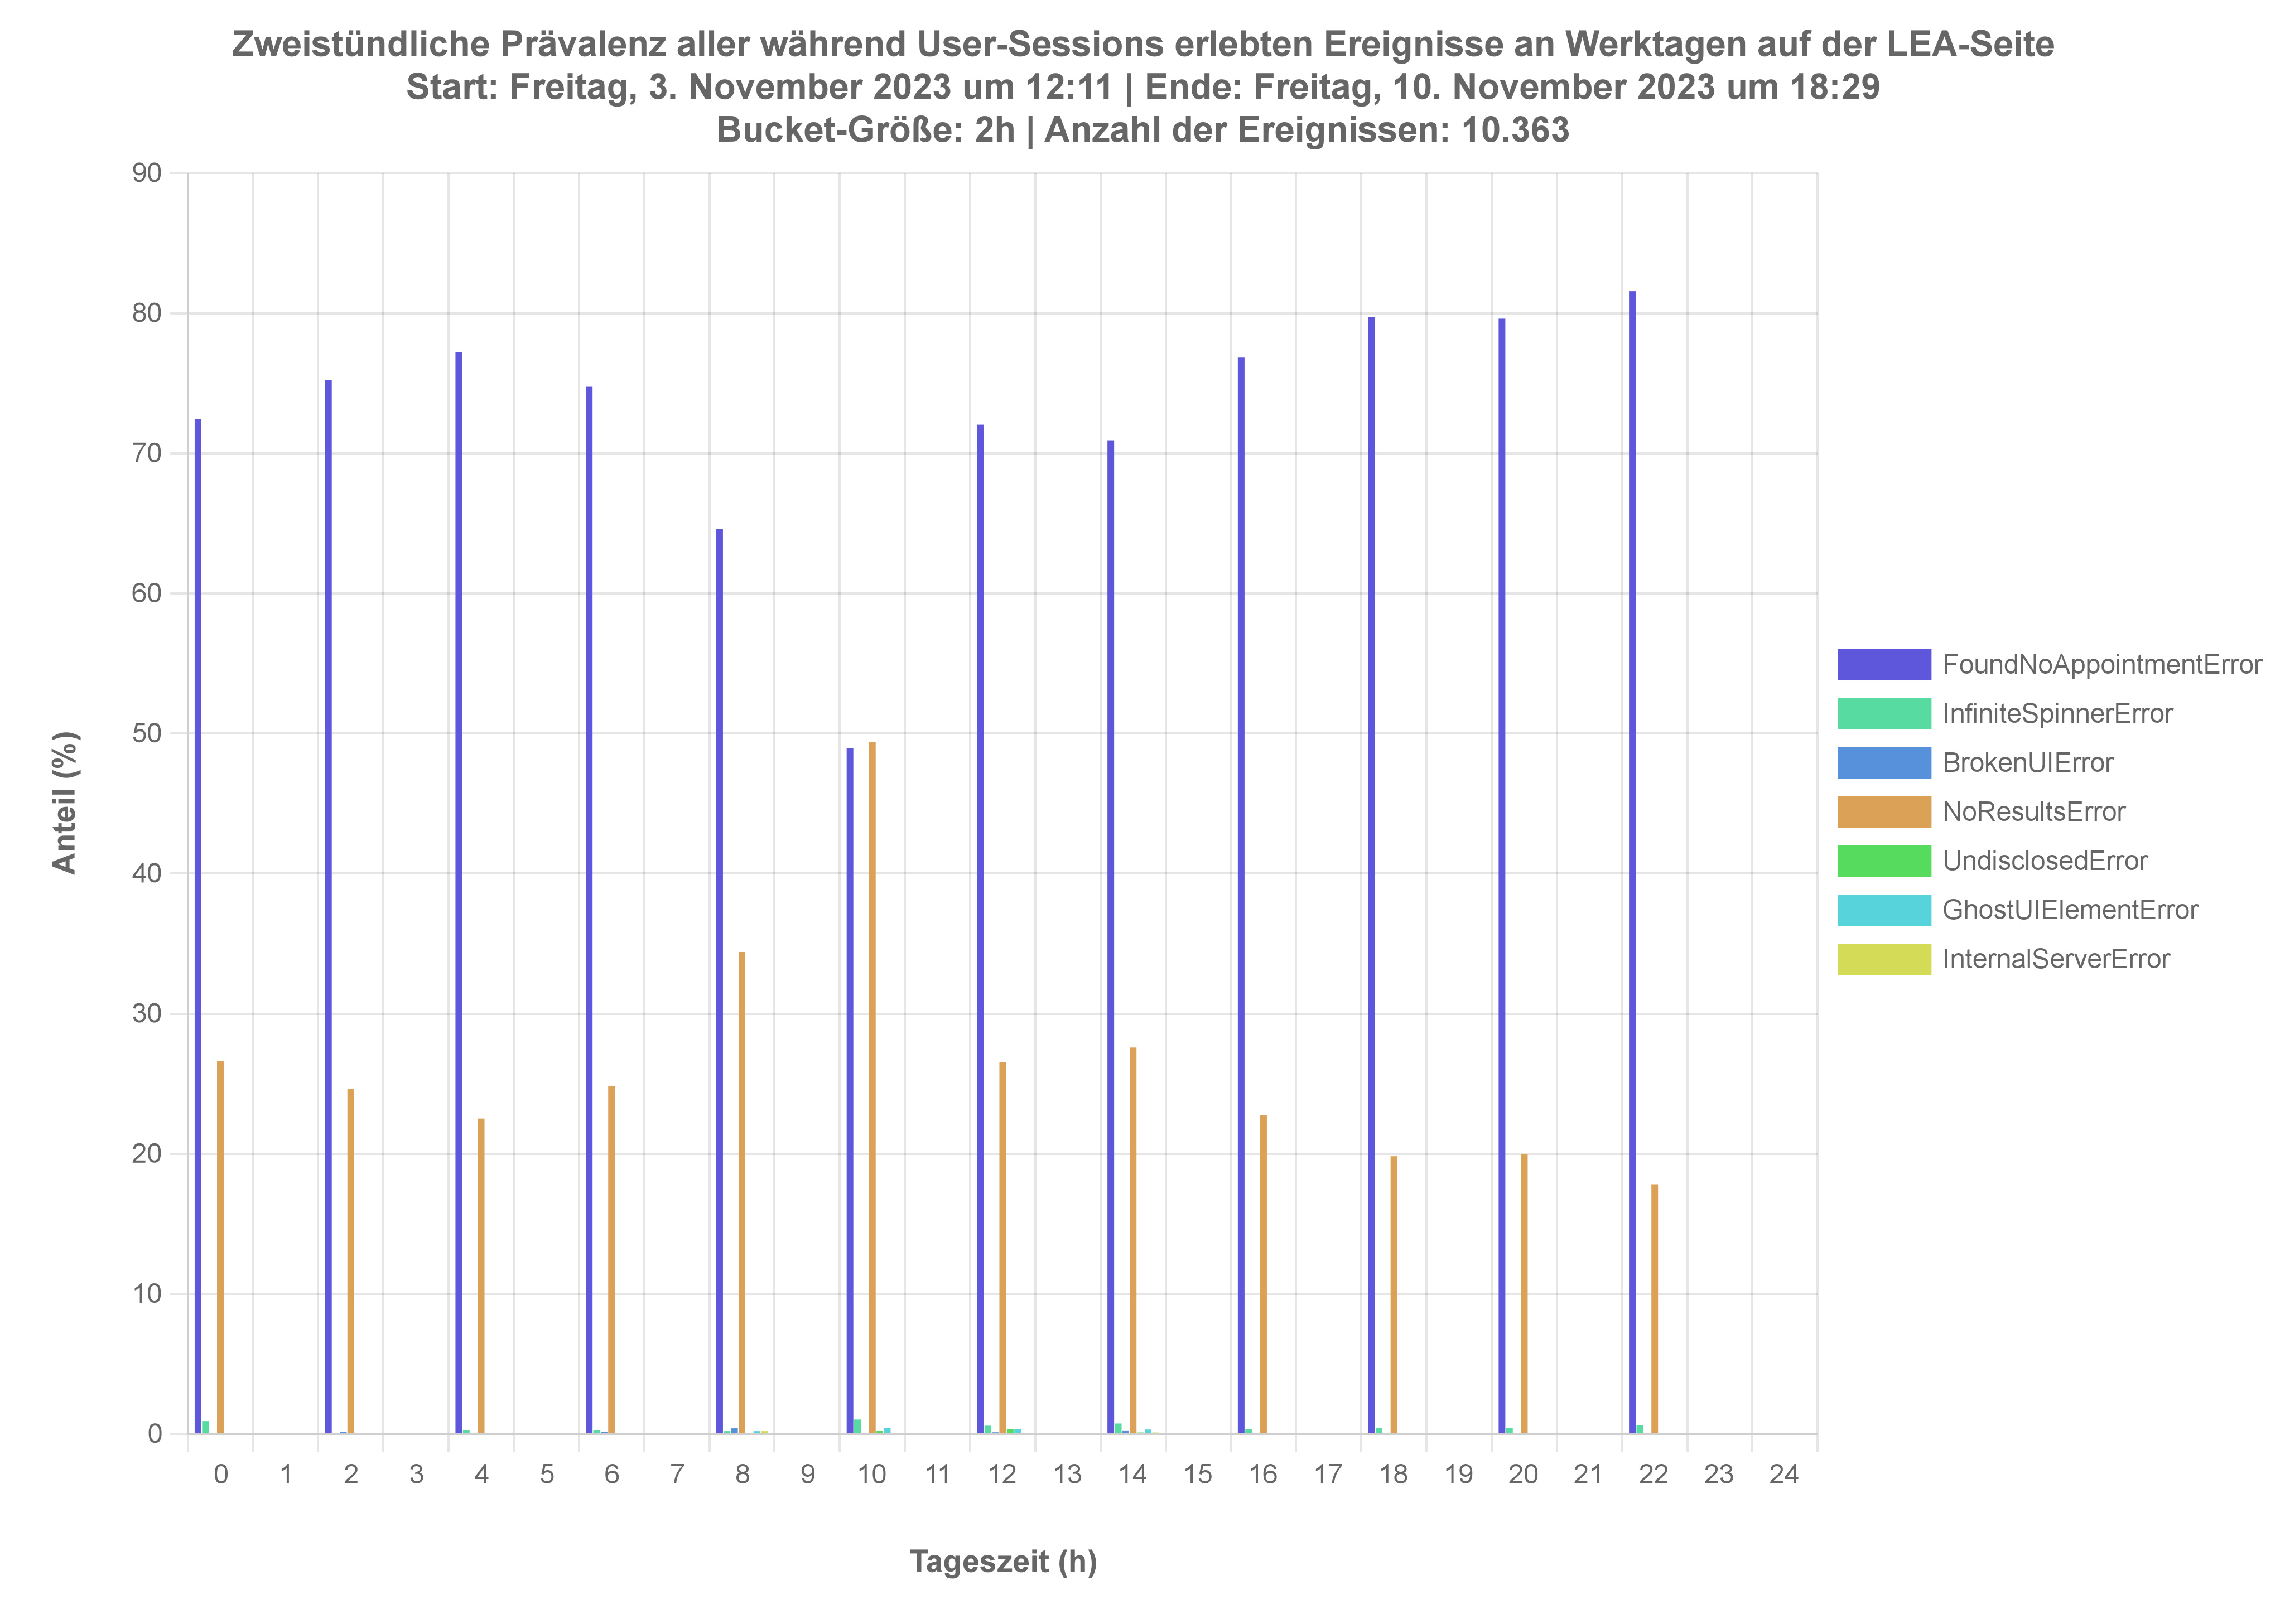 Zweistündliche Prävalenz aller während User-Sessions erlebten Ereignisse an Werktagen auf der LEA-Seite
Start: Freitag, 3. November 2023 um 12:11 | Ende: Freitag, 10. November 2023 um 18:29
Bucket-Größe: 2h | Anzahl der Ereignissen: 10.363
90
80
70
60
50
40
30
20
10
0
Anteil (%)
0 1 2 3 4 5 6 7 8 9 10 11 12 13 14 15 16 17 18 19 20 21 22 23 24
Tageszeit (h)
FoundNoAppointmentError
InfiniteSpinnerError
BrokenUIError
NoResultsError
UndisclosedError
GhostUIElementError
InternalServerError